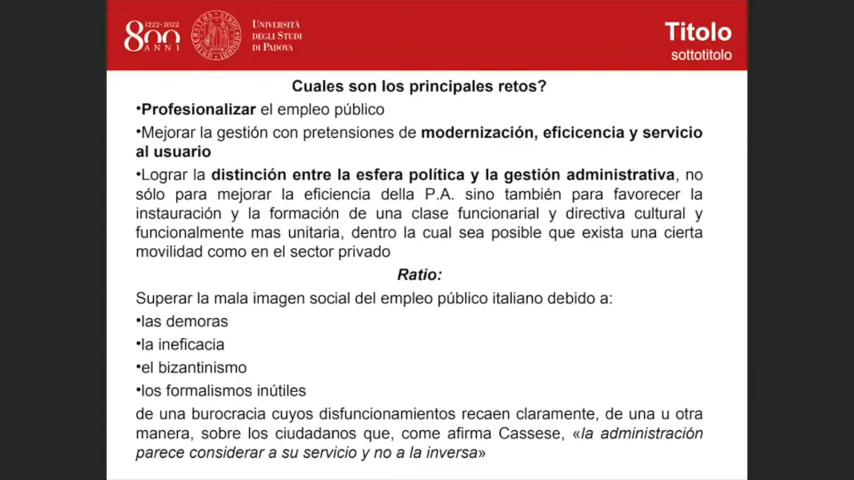 1222-2022
800
ANNI
UNIVERSITÀ
DEGLI STUDI
DI PADOVA
Titolo
sottotitolo
Cuales son los principales retos?
•Profesionalizar el empleo público
•Mejorar la gestión con pretensiones de modernización, eficicencia y servicio
al usuario
•Lograr la distinción entre la esfera política y la gestión administrativa, no
sólo para mejorar la eficiencia della P.A. sino también para favorecer la
instauración y la formación de una clase funcionarial y directiva cultural y
funcionalmente mas unitaria, dentro la cual sea posible que exista una cierta
movilidad como en el sector privado
Ratio:
Superar la mala imagen social del empleo público italiano debido a:
•las demoras
•la ineficacia
•el bizantinismo
•los formalismos inútiles
de una burocracia cuyos disfuncionamientos recaen claramente, de una u otra
manera, sobre los ciudadanos que, come afirma Cassese, «la administración
parece considerar a su servicio y no a la inversa»